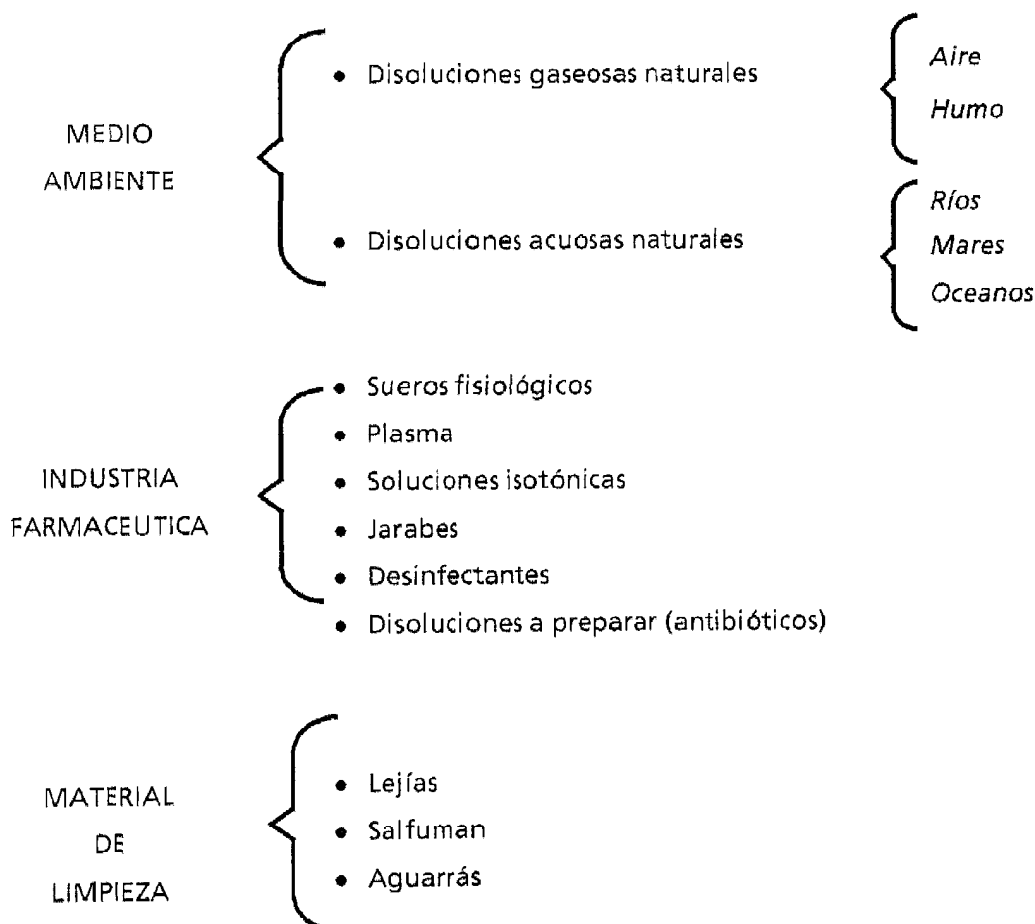 MEDIO
AMBIENTE
• Disoluciones gaseosas naturales
Aire
Humo
• Disoluciones acuosas naturales
Ríos
Mares
Oceanos
INDUSTRIA
FARMACEUTICA
• Sueros fisiológicos
• Plasma
• Soluciones isotónicas
• Jarabes
• Desinfectantes
• Disoluciones a preparar (antibióticos)
MATERIAL
DE
LIMPIEZA
• Lejías
• Salfuman
• Aguarrás